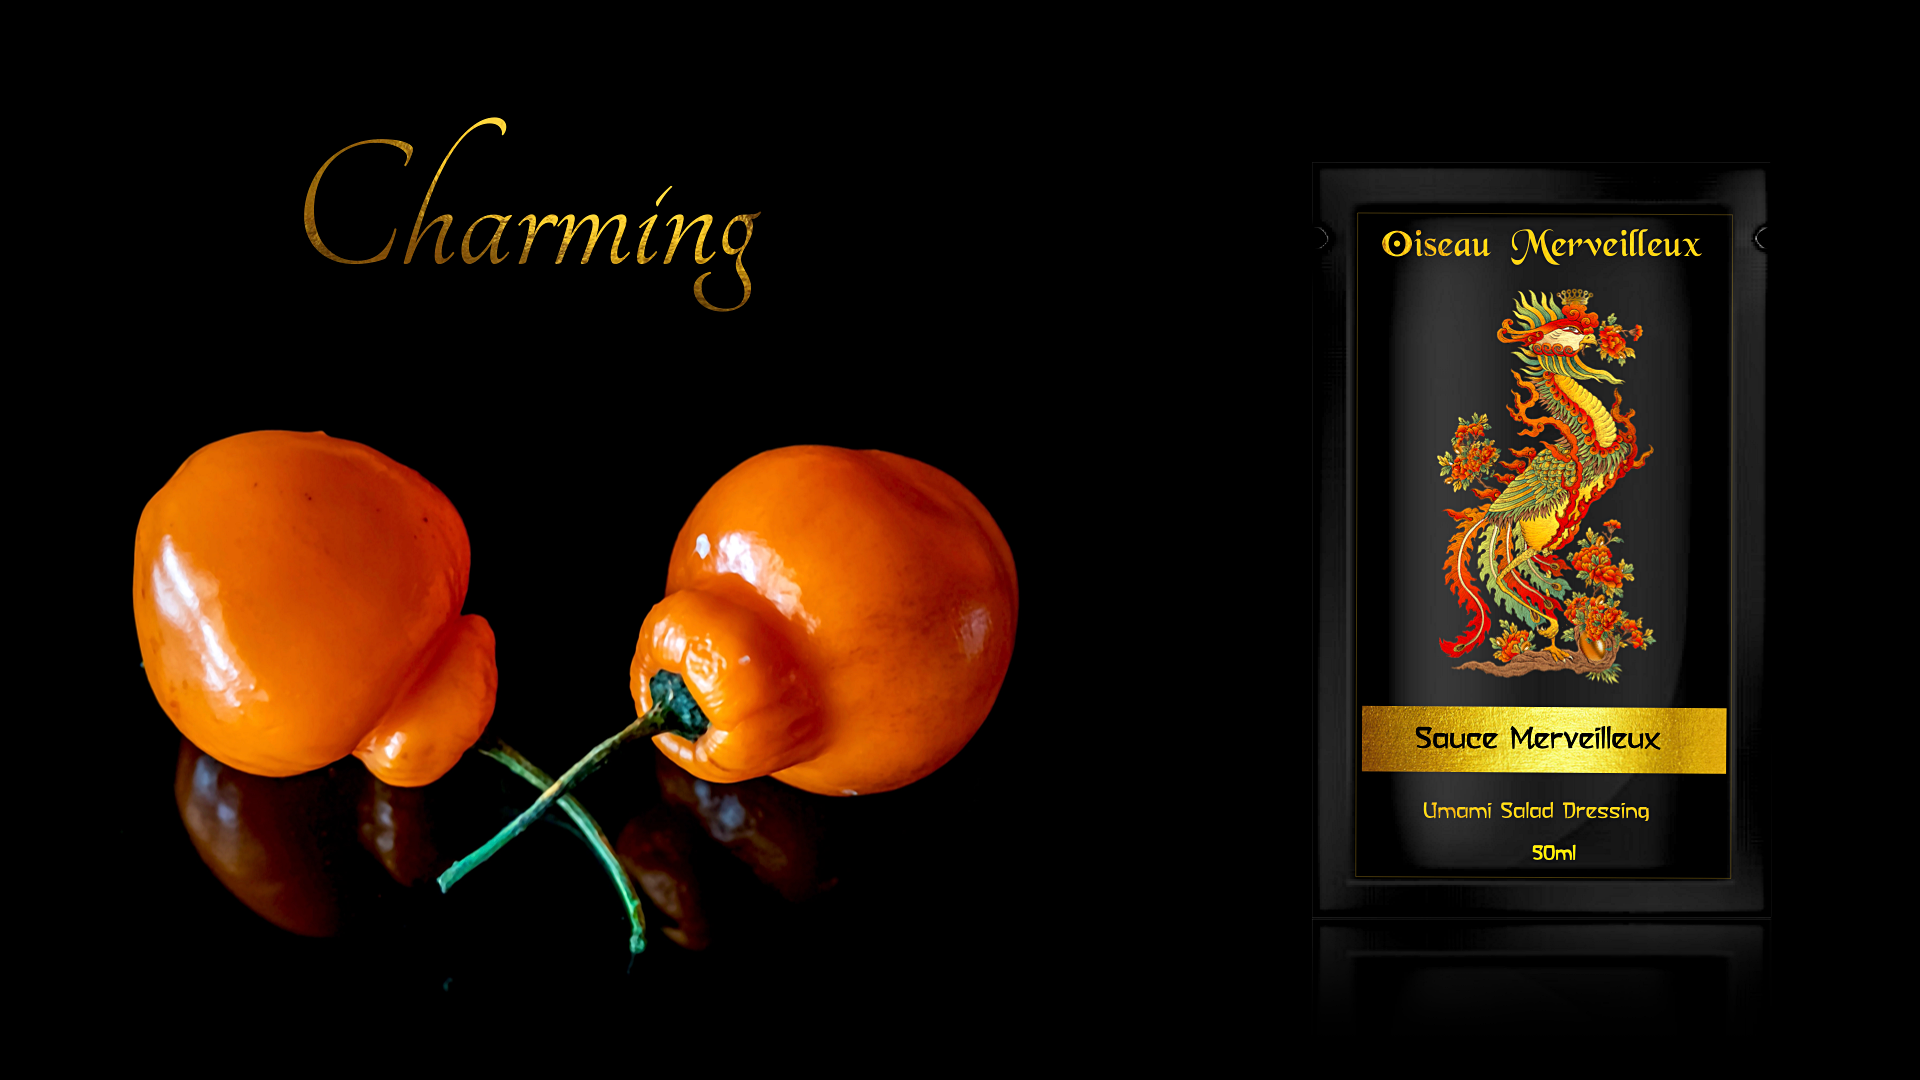 Charming
Oiseau Merveilleux
Sauce Merveilleux
Umami Salad Dressing
50ml